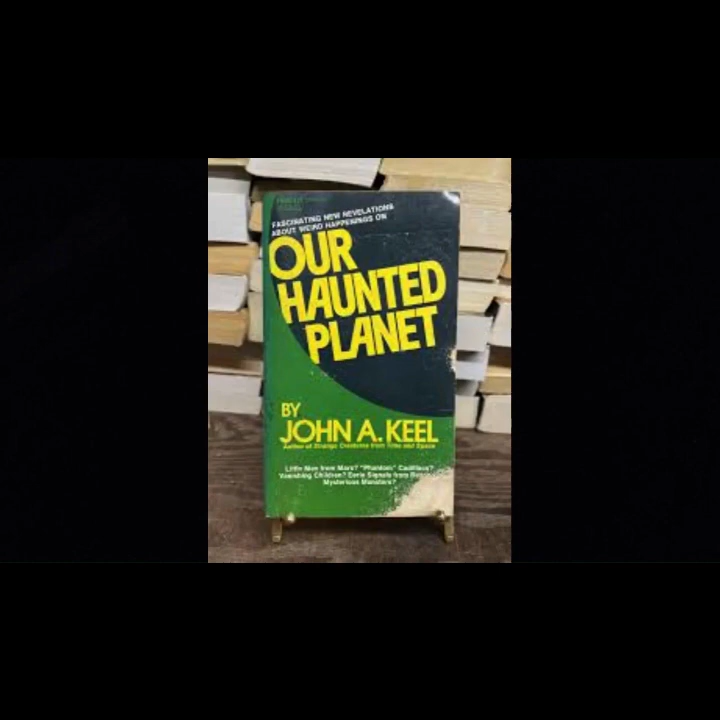 FASCINATING NEW REVELATIONS
ABOUT WEIRD HAPPENINGS ON
OUR
HAUNTED
PLANET
BY
JOHN A. KEEL
Author of Strange Creatures from Time and Space
Little Men from Mars? "Phantom" Cadillacs?
Vanishing Children? Eerie Signals from
Mysterious Monsters?